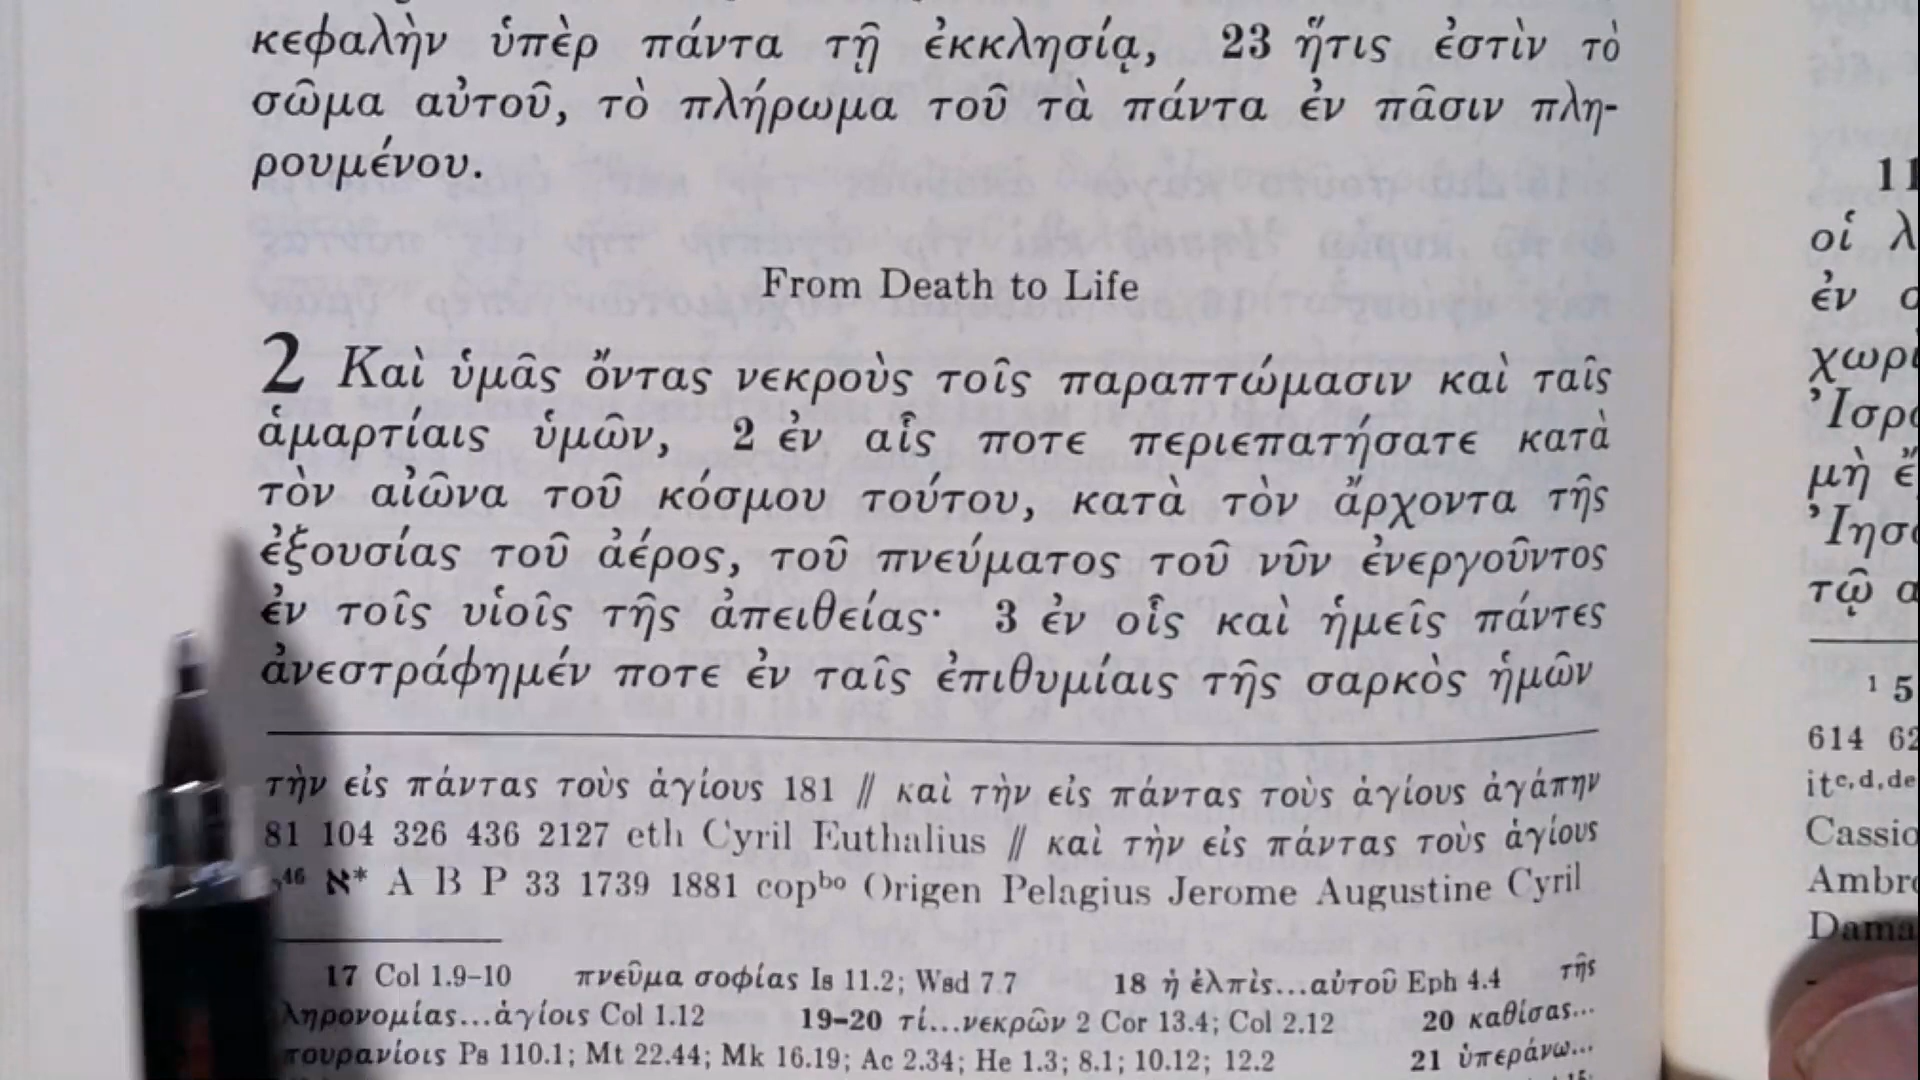 κεφαλὴν ὑπὲρ πάντα τῇ ἐκκλησίᾳ, 23 ἥτις ἐστὶν τὸ
σῶμα αὐτοῦ, τὸ πλήρωμα τοῦ τὰ πάντα ἐν πᾶσιν πλη-
ρουμένου.
From Death to Life
2 Καὶ ὑμᾶς ὄντας νεκροὺς τοῖς παραπτώμασιν καὶ ταῖς
ἁμαρτίαις ὑμῶν, 2 ἐν αἷς ποτε περιεπατήσατε κατὰ
τὸν αἰῶνα τοῦ κόσμου τούτου, κατὰ τὸν ἄρχοντα τῆς
ἐξουσίας τοῦ ἀέρος, τοῦ πνεύματος τοῦ νῦν ἐνεργοῦντος
ἐν τοῖς υἱοῖς τῆς ἀπειθείας· 3 ἐν οἷς καὶ ἡμεῖς πάντες
ἀνεστράφημέν ποτε ἐν ταῖς ἐπιθυμίαις τῆς σαρκὸς ἡμῶν
τὴν εἰς πάντας τοὺς ἁγίους 181 // καὶ τὴν εἰς πάντας τοὺς ἁγίους ἀγάπην
81 104 326 436 2127 eth Cyril Euthalius // καὶ τὴν εἰς πάντας τοὺς ἁγίους
46 א* A B P 33 1739 1881 copbo Origen Pelagius Jerome Augustine Cyril
17 Col 1.9-10 πνεῦμα σοφίας Is 11.2; Wsd 7.7 18 ἡ ἐλπὶς...αὐτοῦ Eph 4.4 τῆς
ληρονομίας...ἁγίοις Col 1.12 19-20 τί...νεκρῶν 2 Cor 13.4; Col 2.12 20 καθίσας...
πουρανίοις Ps 110.1; Mt 22.44; Mk 16.19; Ac 2.34; He 1.3; 8.1; 10.12; 12.2 21 ὑπεράνω...
11
οἱ
ἐν
μὴ
τῷ
1 5
614
itc,d,de